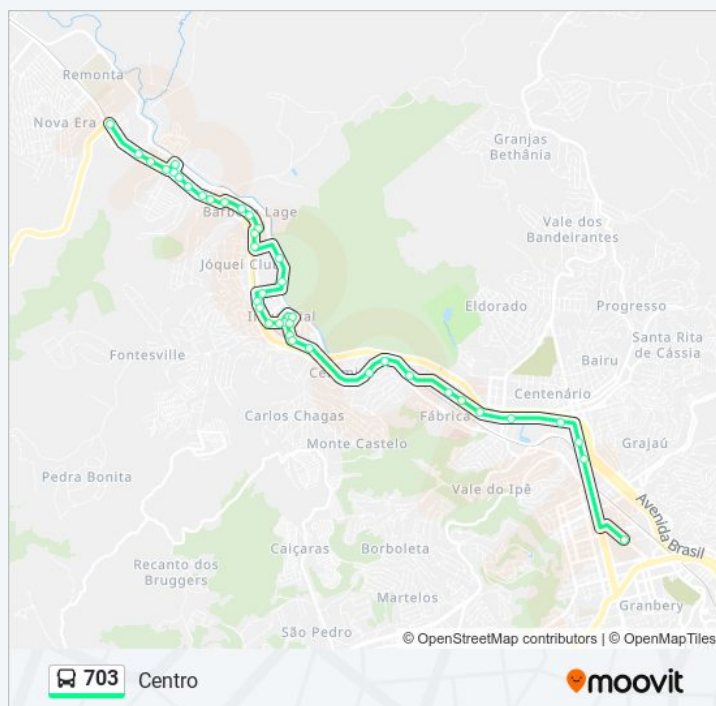 Remonta
Nova Era
Granjas
Bethânia
Barbosa Lage
Vale dos
Bandeirantes
Jóquei Club
Eldorado
Progresso
Santa Rita
de Cássia
Fontesville
Bairu
Centenário
Carlos Chagas
Fábrica
Grajaú
Monte Castelo
Pedra Bonita
Vale do Ipê
Avenida Brasil
Recanto dos
Bruggers
Caiçaras
Borboleta
Martelos
Granbery
São Pedro
© OpenStreetMap contributors | © OpenMapTiles
703 Centro
moovit